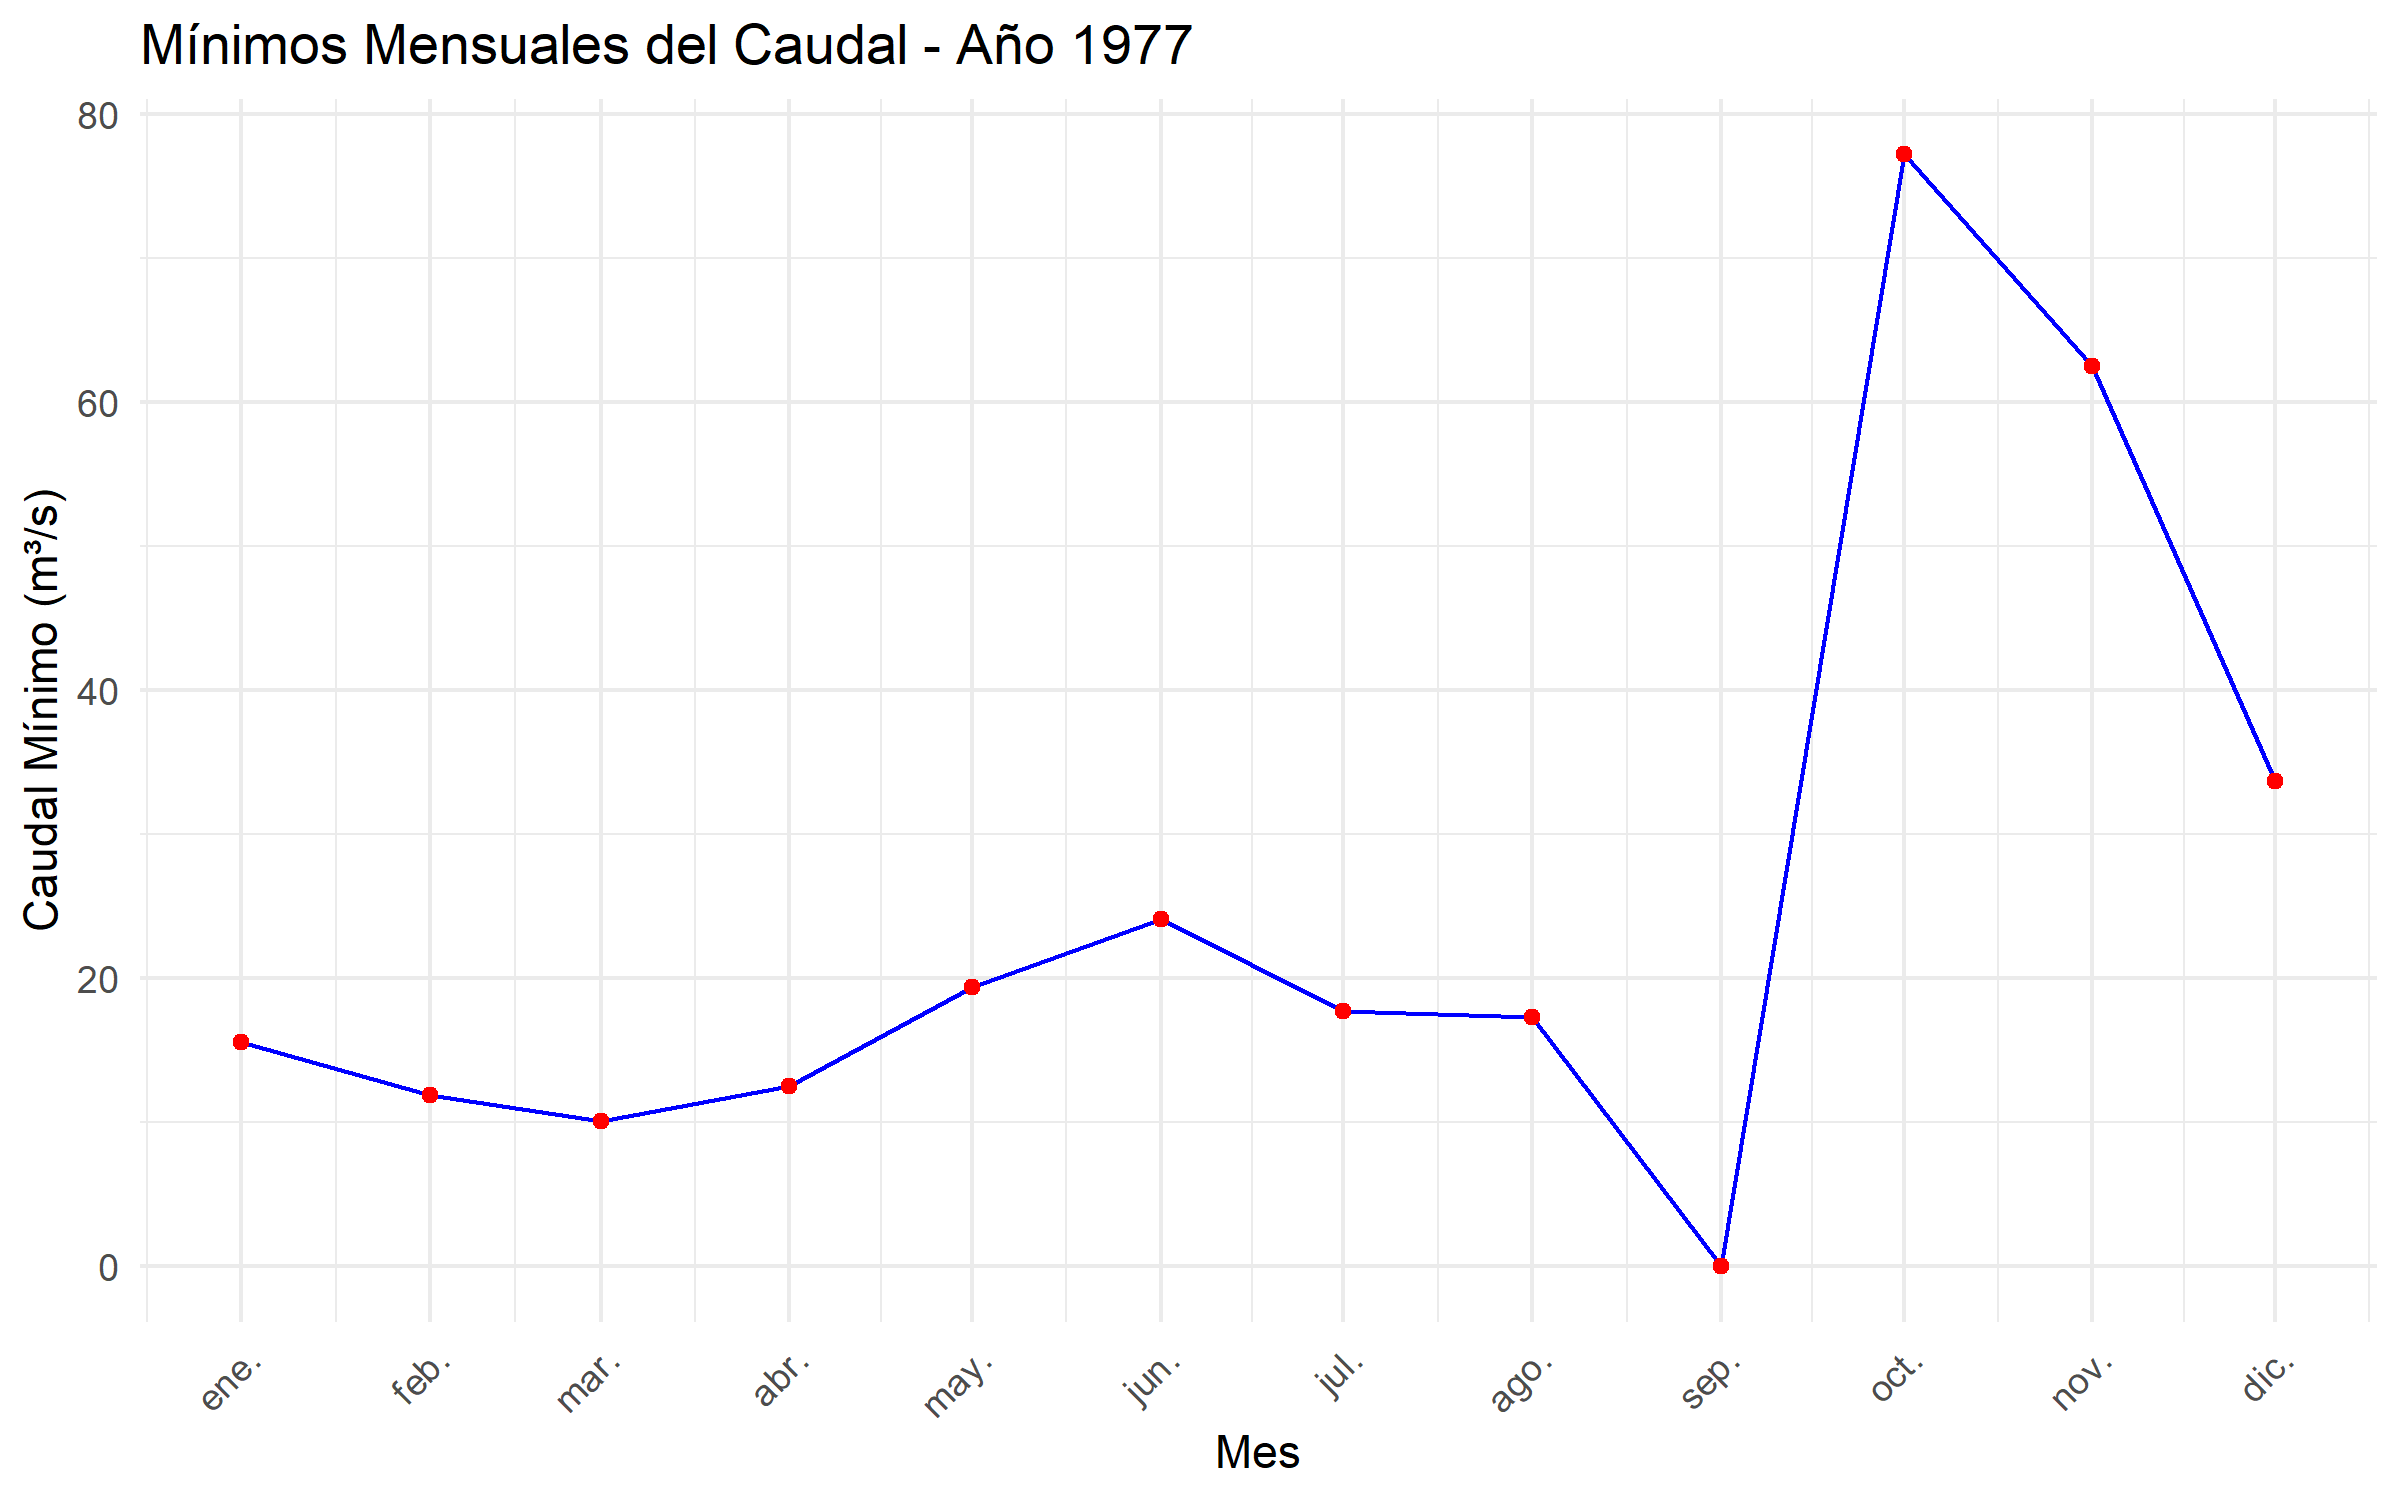 Mínimos Mensuales del Caudal - Año 1977
Caudal Mínimo (m³/s)
80
60
40
20
0
ene.
feb.
mar.
abr.
may.
jun.
jul.
ago.
sep.
oct.
nov.
dic.
Mes